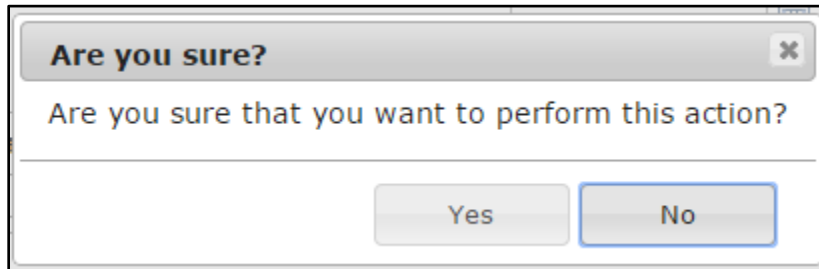 Are you sure?
Are you sure that you want to perform this action?
Yes No